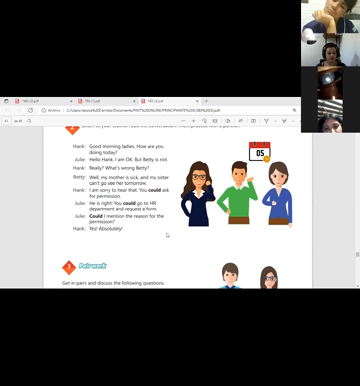 Archivo
C:/Users/
Hank: Good morning ladies. How are you
doing today?
Julie: Hello Hank. I am OK. But Betty is not.
Hank: Really? What's wrong Betty?
Betty: Well, my mother is sick, and my sister
can't go see her tomorrow.
Hank: I am sorry to hear that. You could ask
for permission.
Julie: He is right! You could go to HR
department and request a form.
Julie: Could I mention the reason for the
permission?
Hank: Yes! Absolutely!
05
3 Pair work
Get in pairs and discuss the following questions.